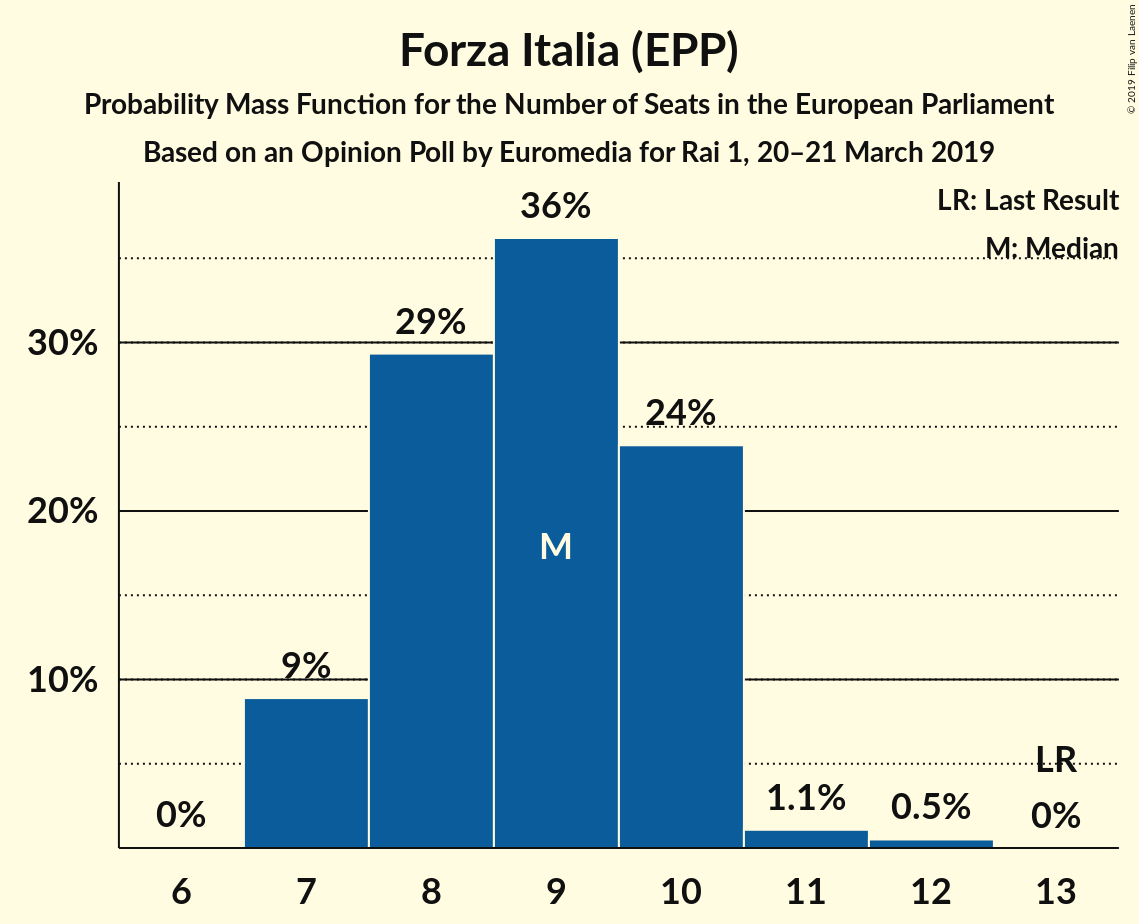 Forza Italia (EPP)
Probability Mass Function for the Number of Seats in the European Parliament
Based on an Opinion Poll by Euromedia for Rai 1, 20–21 March 2019
© 2019 Filip van Laenen
LR: Last Result
M: Median
36%
29%
30%
24%
20%
M
9%
10%
LR
0%
1.1%
0.5%
0%
6 7 8 9 10 11 12 13